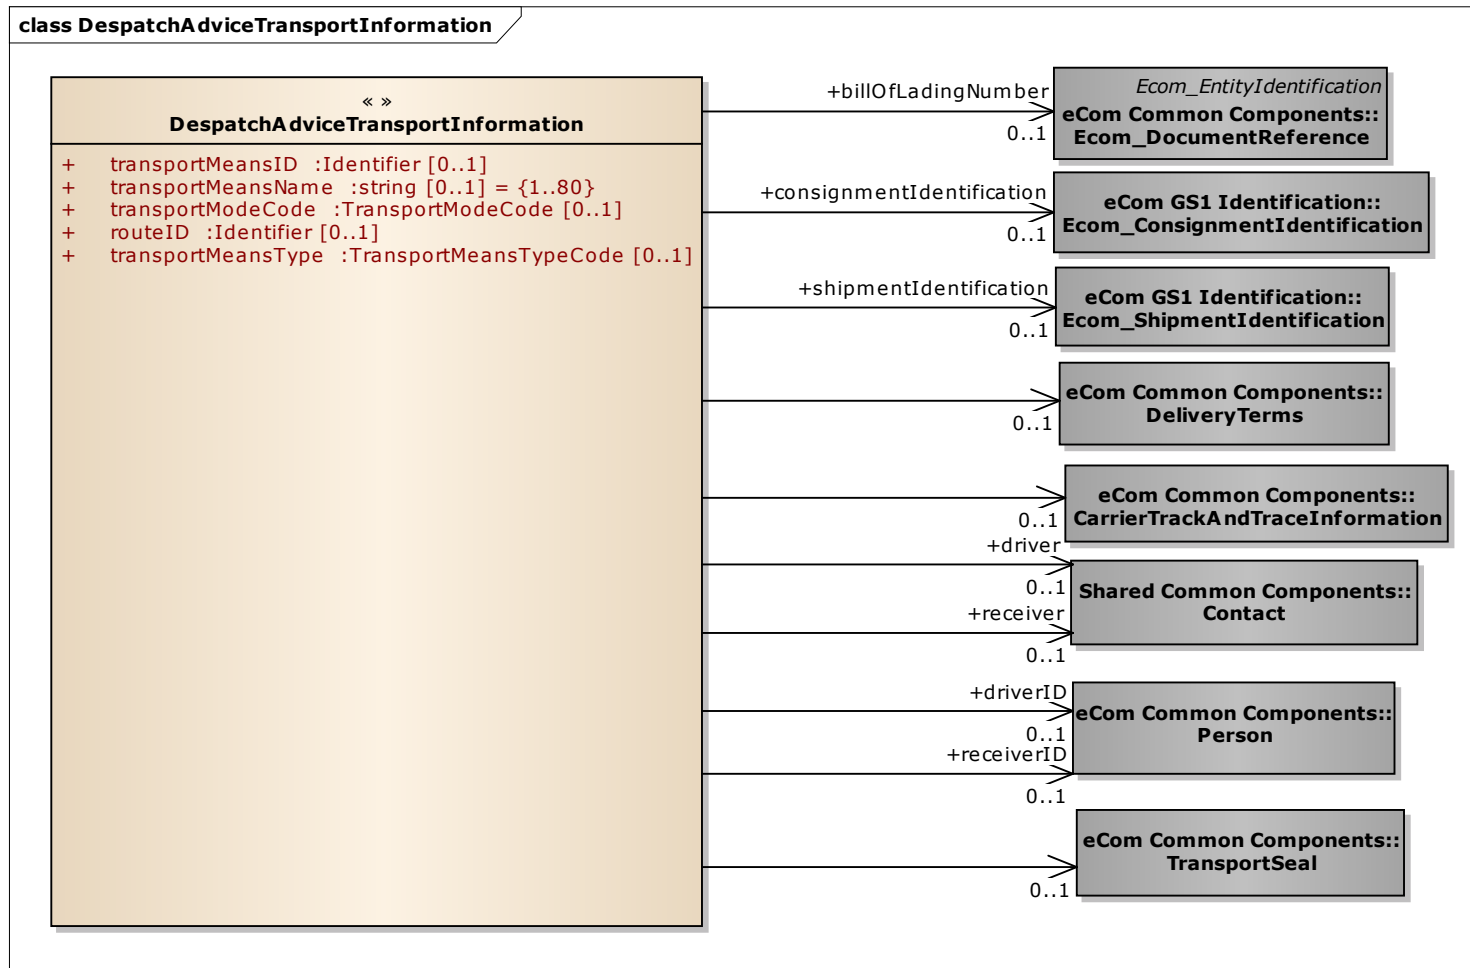 class DespatchAdviceTransportInformation
« »
DespatchAdviceTransportInformation
+ transportMeansID :Identifier [0..1]
+ transportMeansName :string [0..1] = {1..80}
+ transportModeCode :TransportModeCode [0..1]
+ routeID :Identifier [0..1]
+ transportMeansType :TransportMeansTypeCode [0..1]
+billOfLadingNumber
0..1
Ecom_EntityIdentification
eCom Common Components::
Ecom_DocumentReference
+consignmentIdentification
0..1
eCom GS1 Identification::
Ecom_ConsignmentIdentification
+shipmentIdentification
0..1
eCom GS1 Identification::
Ecom_ShipmentIdentification
0..1
eCom Common Components::
DeliveryTerms
0..1
eCom Common Components::
CarrierTrackAndTraceInformation
+driver
0..1
+receiver
0..1
Shared Common Components::
Contact
+driverID
0..1
+receiverID
0..1
eCom Common Components::
Person
0..1
eCom Common Components::
TransportSeal